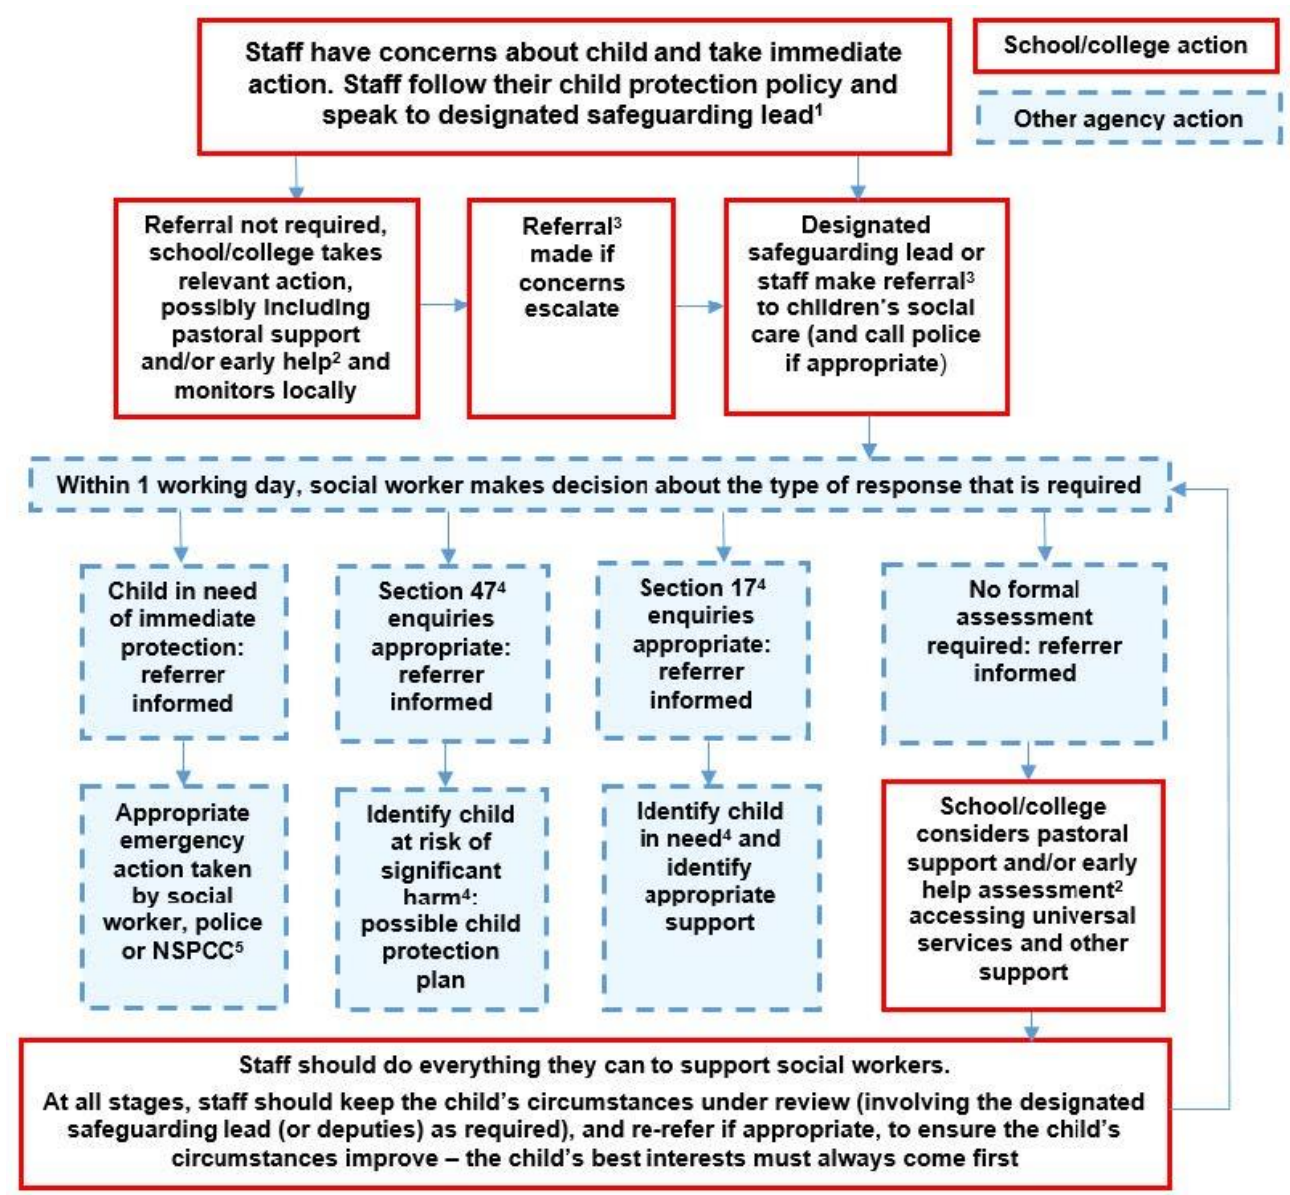 Staff have concerns about child and take immediate
action. Staff follow their child protection policy and
speak to designated safeguarding lead¹
School/college action
Other agency action
Referral not required,
school/college takes
relevant action,
possibly including
pastoral support
and/or early help² and
monitors locally
Referral³
made if
concerns
escalate
Designated
safeguarding lead or
staff make referral³
to children's social
care (and call police
if appropriate)
Within 1 working day, social worker makes decision about the type of response that is required
Child in need
of immediate
protection:
referrer
informed
Section 47⁴
enquiries
appropriate:
referrer
informed
Section 17⁴
enquiries
appropriate:
referrer
informed
No formal
assessment
required: referrer
informed
Appropriate
emergency
action taken
by social
worker, police
or NSPCC⁵
Identify child
at risk of
significant
harm⁴:
possible child
protection
plan
Identify child
in need⁴ and
identify
appropriate
support
School/college
considers pastoral
support and/or early
help assessment²
accessing universal
services and other
support
Staff should do everything they can to support social workers.
At all stages, staff should keep the child's circumstances under review (involving the designated
safeguarding lead (or deputies) as required), and re-refer if appropriate, to ensure the child's
circumstances improve – the child's best interests must always come first